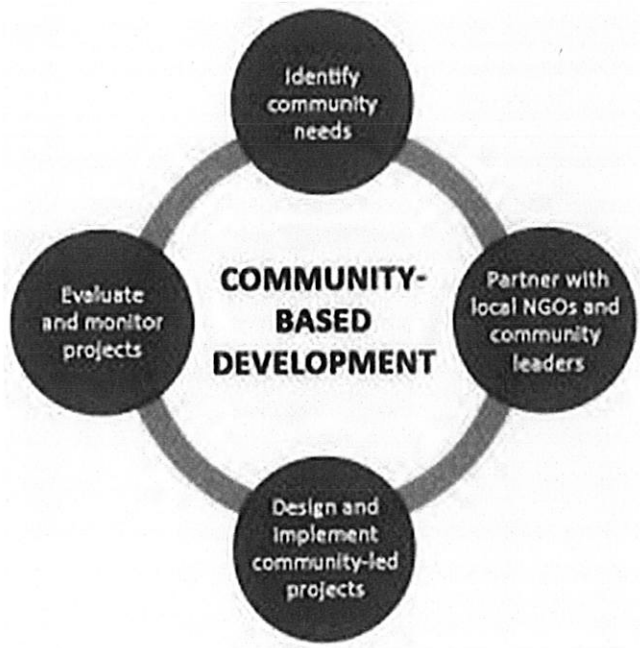 Identify
community
needs
Partner with
local NGOs and
community
leaders
Design and
implement
community-led
projects
Evaluate
and monitor
projects
COMMUNITY-
BASED
DEVELOPMENT